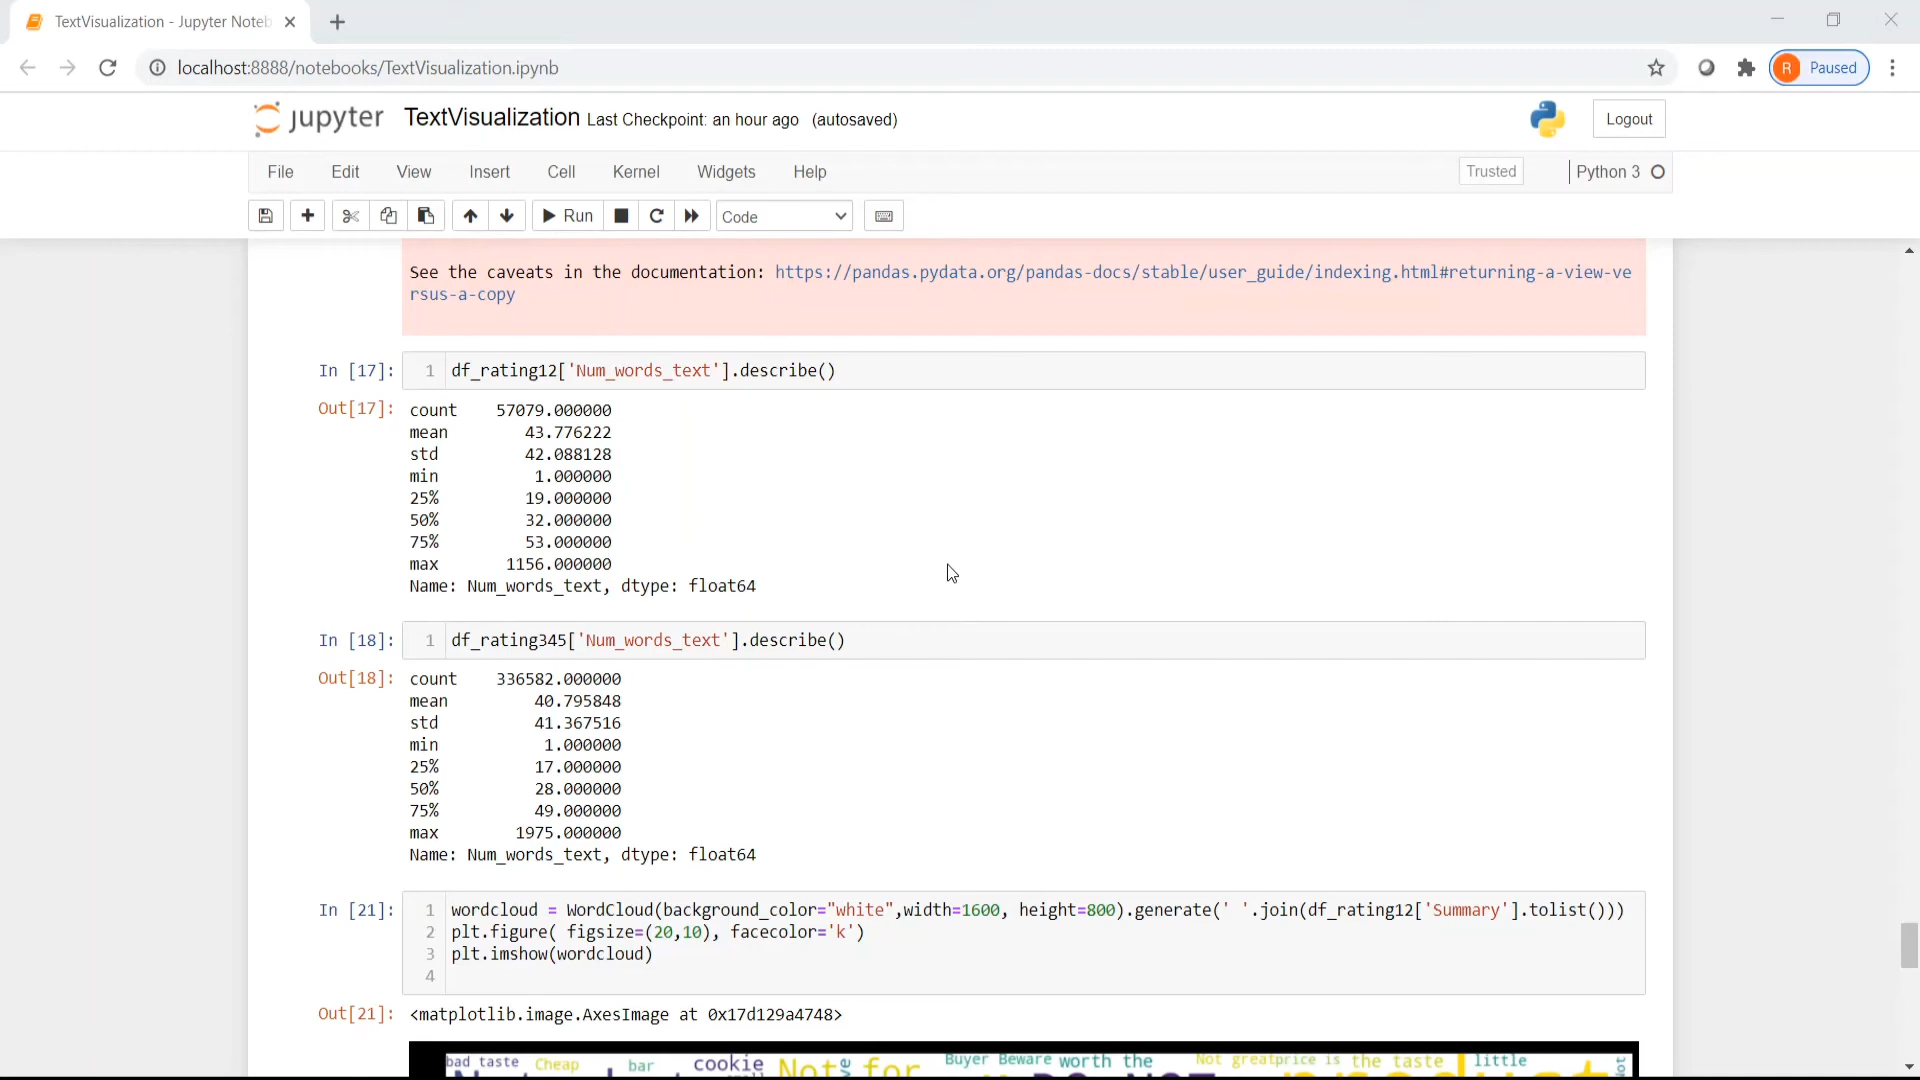 TextVisualization - Jupyter Noteb
localhost:8888/notebooks/TextVisualization.ipynb
R Paused
jupyter TextVisualization Last Checkpoint: an hour ago (autosaved)
Logout
File Edit View Insert Cell Kernel Widgets Help Trusted Python 3
Run Code
See the caveats in the documentation: https://pandas.pydata.org/pandas-docs/stable/user_guide/indexing.html#returning-a-view-ve
rsus-a-copy
In [17]: 1 df_rating12['Num_words_text'].describe()
Out[17]: count 57079.000000
mean 43.776222
std 42.088128
min 1.000000
25% 19.000000
50% 32.000000
75% 53.000000
max 1156.000000
Name: Num_words_text, dtype: float64
In [18]: 1 df_rating345['Num_words_text'].describe()
Out[18]: count 336582.000000
mean 40.795848
std 41.367516
min 1.000000
25% 17.000000
50% 28.000000
75% 49.000000
max 1975.000000
Name: Num_words_text, dtype: float64
In [21]: 1 wordcloud = WordCloud(background_color="white",width=1600, height=800).generate(' '.join(df_rating12['Summary'].tolist()))
2 plt.figure( figsize=(20,10), facecolor='k')
3 plt.imshow(wordcloud)
4
Out[21]: <matplotlib.image.AxesImage at 0x17d129a4748>
bad taste Cheap bar cookie Not for Buyer Beware worth the Not great price is the taste little Not